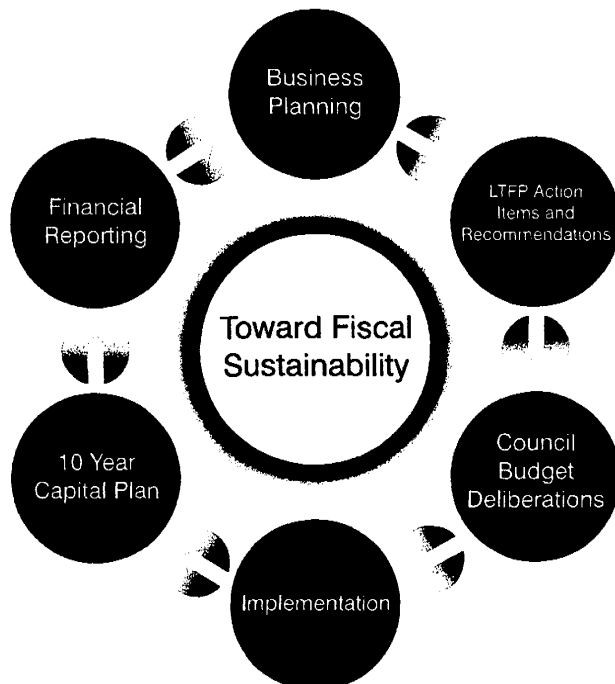 Business
Planning
LTFP Action
Items and
Recommendations
Council
Budget
Deliberations
Implementation
10 Year
Capital Plan
Financial
Reporting
Toward Fiscal
Sustainability